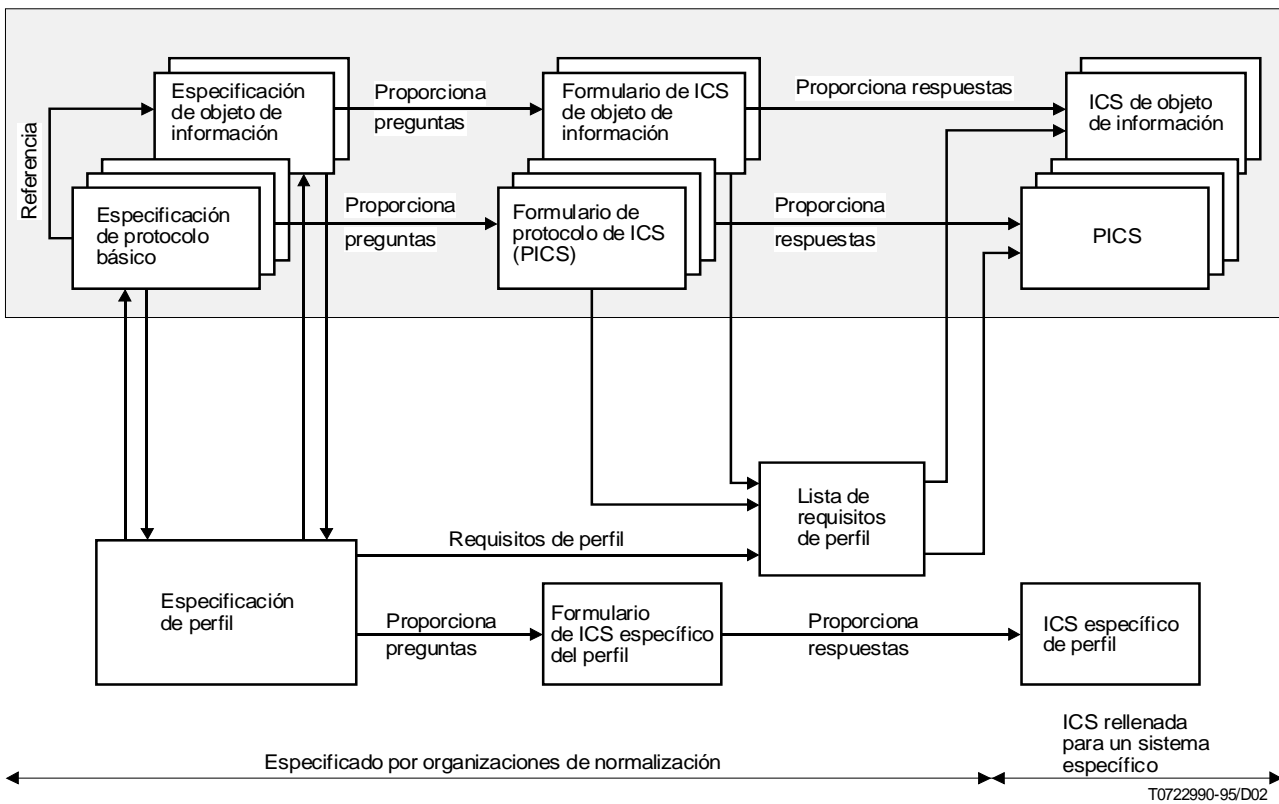 Especificación
de objeto de
información
Proporciona
preguntas
Formulario de ICS
de objeto de
información
Proporciona respuestas
ICS de objeto
de información
Referencia
Especificación
de protocolo
básico
Proporciona
preguntas
Formulario de
protocolo de ICS
(PICS)
Proporciona
respuestas
PICS
Lista de
requisitos
de perfil
Requisitos de perfil
Especificación
de perfil
Proporciona
preguntas
Formulario
de ICS específico
del perfil
Proporciona
respuestas
ICS específico
de perfil
Especificado por organizaciones de normalización
ICS rellenada
para un sistema
específico
T0722990-95/D02